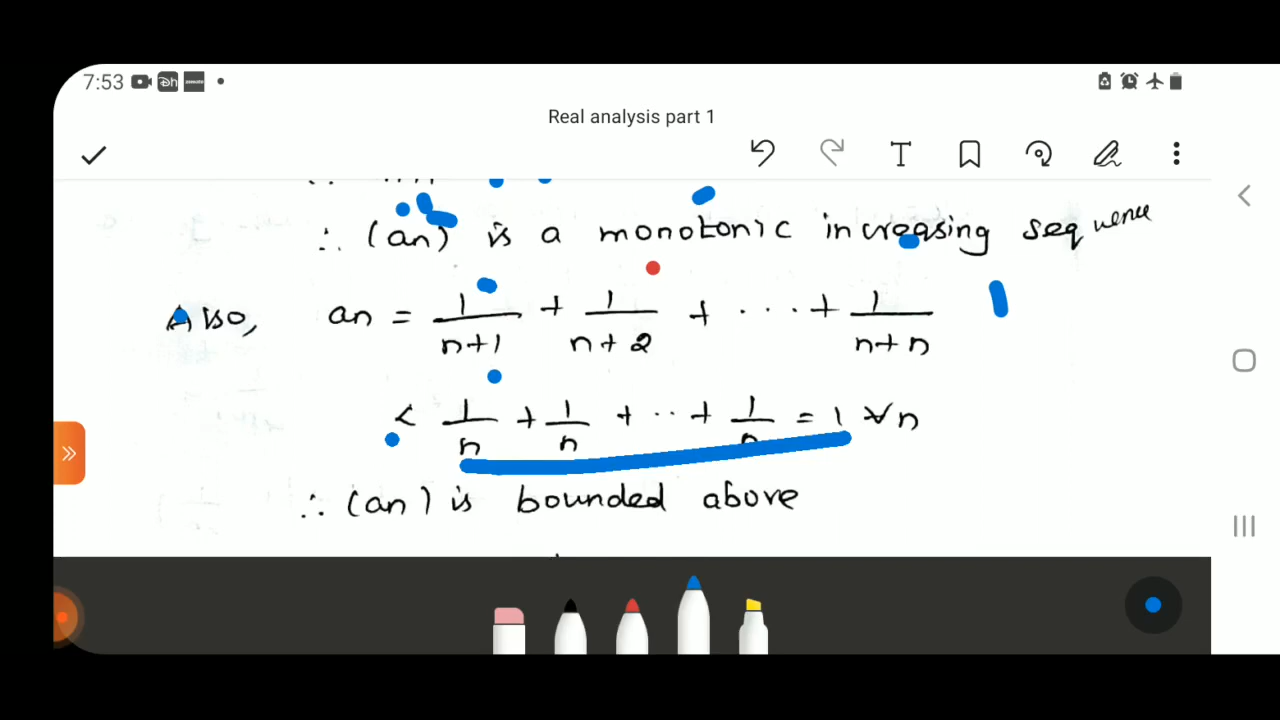 7:53
Real analysis part 1
∴ (an) is a monotonic increasing sequence
Also, an = 1/n+1 + 1/n+2 + ... + 1/n+n
< 1/n + 1/n + .. + 1/n = 1 ∀n
∴ (an) is bounded above